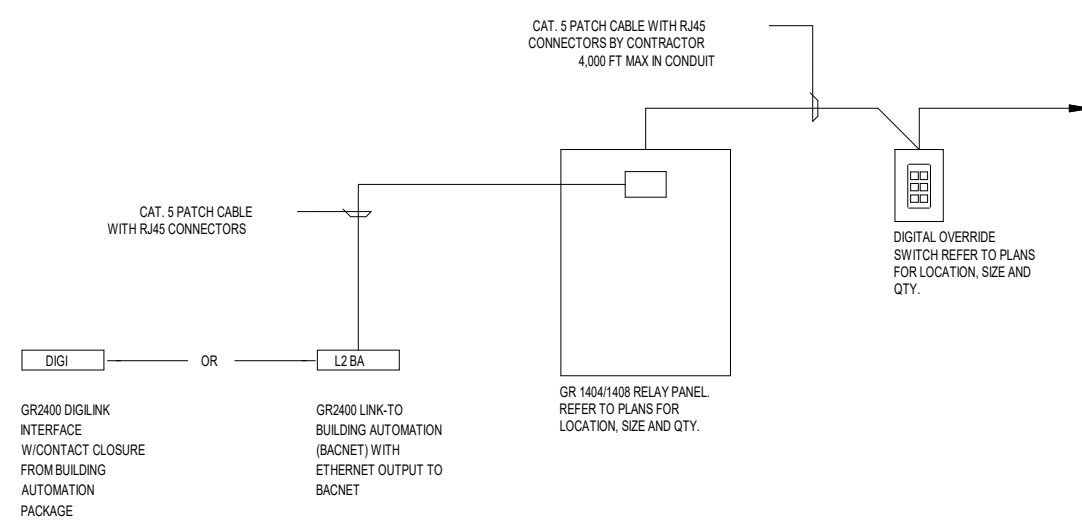 CAT. 5 PATCH CABLE WITH RJ45
CONNECTORS BY CONTRACTOR
4,000 FT MAX IN CONDUIT
CAT. 5 PATCH CABLE
WITH RJ45 CONNECTORS
DIGITAL OVERRIDE
SWITCH REFER TO PLANS
FOR LOCATION, SIZE AND
QTY.
DIGI
OR
L2 BA
GR 1404/1408 RELAY PANEL.
REFER TO PLANS FOR
LOCATION, SIZE AND QTY.
GR2400 DIGILINK
INTERFACE
W/CONTACT CLOSURE
FROM BUILDING
AUTOMATION
PACKAGE
GR2400 LINK-TO
BUILDING AUTOMATION
(BACNET) WITH
ETHERNET OUTPUT TO
BACNET